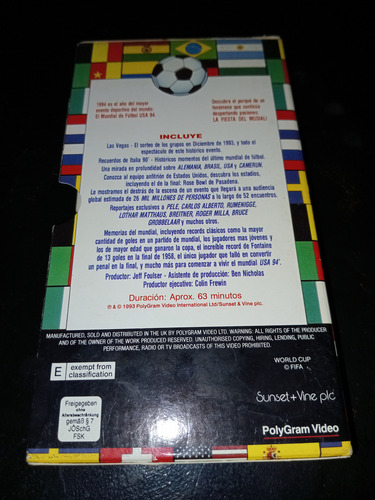 1994 es el año del mayor
evento deportivo del mundo:
El Mundial de Fútbol USA 94.
Descubra el porqué de un
fenómeno que continúa
despertando pasiones:
LA FIESTA DEL MUNDIAL!
INCLUYE
Las Vegas - El sorteo de los grupos en Diciembre de 1993, y todo el
espectáculo de este histórico evento.
Recuerdos de Italia 90' - Históricos momentos del último mundial de fútbol.
Una mirada en profundidad sobre ALEMANIA, BRASIL, USA y CAMERUN.
Conozca al equipo anfitrión de Estados Unidos, descubra los estadios,
incluyendo el de la final: Rose Bowl de Pasadena.
Le mostramos el detrás de la escena de un evento que llegará a una audiencia
global estimada de 26 MIL MILLONES DE PERSONAS a lo largo de 52 encuentros.
Reportajes exclusivos a PELE, CARLOS ALBERTO, RUMENIGGE,
LOTHAR MATTHAUS, BREITNER, ROGER MILLA, BRUCE
GROBBELAAR y muchos otros.
Memorias del mundial, incluyendo records clásicos como la mayor
cantidad de goles en un partido de mundial, los jugadores mas jóvenes y
los de mayor edad que ganaron la copa, el increible record de Fontaine
de 13 goles en la final de 1958, el único jugador que talló en convertir
un penal en la final, y mucho más para comenzar a vivir el mundial USA 94'.
Productor: Jeff Foulser - Asistente de producción: Ben Nicholas
Productor ejecutivo: Colin Frewin
Duración: Aprox. 63 minutos
℗ & © 1993 PolyGram Video International Ltd/Sunset & Vine plc.
MANUFACTURED, SOLD AND DISTRIBUTED IN THE UK BY POLYGRAM VIDEO LTD. WARNING: ALL RIGHTS OF THE PRODUCER
AND OF THE OWNER OF THE WORK PRODUCED RESERVED. UNAUTHORISED COPYING, HIRING, LENDING, PUBLIC
PERFORMANCE, RADIO OR TV BROADCASTS OF THIS VIDEO PROHIBITED.
E exempt from
classification
WORLD CUP
© FIFA
Freigegeben
ohne
Altersbeschränkung
gemäß § 7
JÖSchG
FSK
Sunset + Vine plc
PolyGram Video